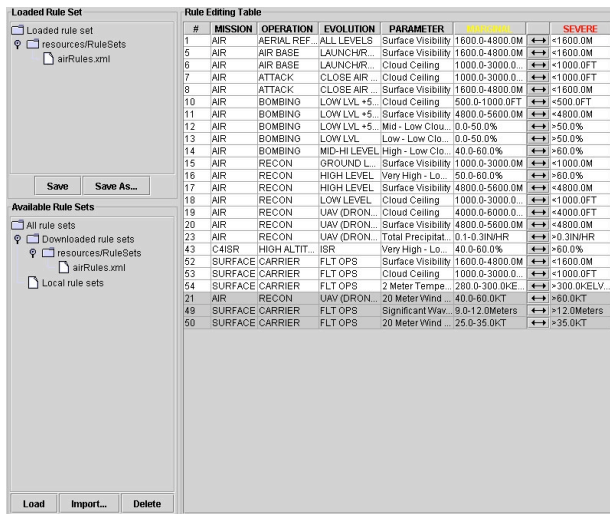 Loaded Rule Set
Loaded rule set
resources/RuleSets
airRules.xml
Save Save As...
Available Rule Sets
All rule sets
Downloaded rule sets
resources/RuleSets
airRules.xml
Local rule sets
Load Import... Delete
Rule Editing Table
# MISSION OPERATION EVOLUTION PARAMETER MARGINAL SEVERE
1 AIR AERIAL REF... ALL LEVELS Surface Visibility 1600.0-4800.0M <1600.0M
5 AIR AIR BASE LAUNCH/R... Surface Visibility 1600.0-4800.0M <1600.0M
6 AIR AIR BASE LAUNCH/R... Cloud Ceiling 1000.0-3000.0... <1000.0FT
7 AIR ATTACK CLOSE AIR ... Cloud Ceiling 1000.0-3000.0... <1000.0FT
8 AIR ATTACK CLOSE AIR ... Surface Visibility 1600.0-4800.0M <1600.0M
10 AIR BOMBING LOW LVL +5... Cloud Ceiling 500.0-1000.0FT <500.0FT
11 AIR BOMBING LOW LVL +5... Surface Visibility 4800.0-5600.0M <4800.0M
12 AIR BOMBING LOW LVL +5... Mid - Low Clou... 0.0-50.0% >50.0%
13 AIR BOMBING LOW LVL Low - Low Clo... 0.0-50.0% >50.0%
14 AIR BOMBING MID-HI LEVEL High - Low Clo... 40.0-60.0% >60.0%
15 AIR RECON GROUND L... Surface Visibility 1000.0-3000.0M <1000.0M
16 AIR RECON HIGH LEVEL Very High - Lo... 50.0-60.0% >60.0%
17 AIR RECON HIGH LEVEL Surface Visibility 4800.0-5600.0M <4800.0M
18 AIR RECON LOW LEVEL Cloud Ceiling 1000.0-3000.0... <1000.0FT
19 AIR RECON UAV (DRON... Cloud Ceiling 4000.0-6000.0... <4000.0FT
20 AIR RECON UAV (DRON... Surface Visibility 4800.0-5600.0M <4800.0M
23 AIR RECON UAV (DRON... Total Precipitat... 0.1-0.3IN/HR >0.3IN/HR
43 C4ISR HIGH ALTIT... ISR Very High - Lo... 40.0-60.0% >60.0%
52 SURFACE CARRIER FLT OPS Surface Visibility 1600.0-4800.0M <1600.0M
53 SURFACE CARRIER FLT OPS Cloud Ceiling 1000.0-3000.0... <1000.0FT
54 SURFACE CARRIER FLT OPS 2 Meter Tempe... 280.0-300.0KE... >300.0KELV...
21 AIR RECON UAV (DRON... 20 Meter Wind ... 40.0-60.0KT >60.0KT
49 SURFACE CARRIER FLT OPS Significant Wav... 9.0-12.0Meters >12.0Meters
50 SURFACE CARRIER FLT OPS 20 Meter Wind ... 25.0-35.0KT >35.0KT